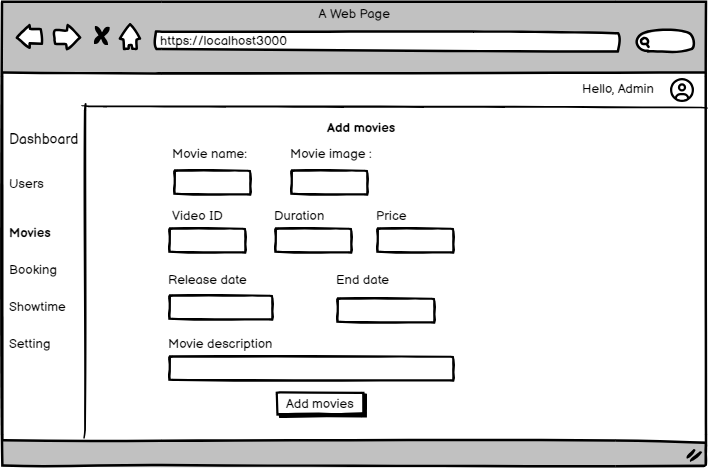 A Web Page
https://localhost3000
Hello, Admin
Dashboard
Users
Movies
Booking
Showtime
Setting
Add movies
Movie name: Movie image :
Video ID Duration Price
Release date End date
Movie description
Add movies